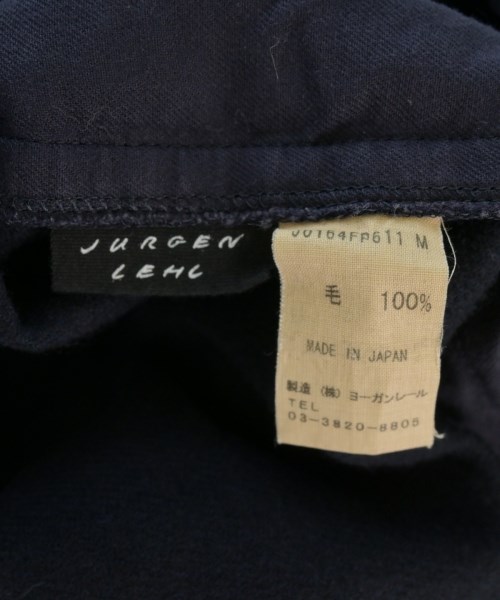 JURGEN
LEHL
J0164FP611 M
毛 100%
MADE IN JAPAN
製造 (株) ヨーガンレール
TEL
03-3820-8805